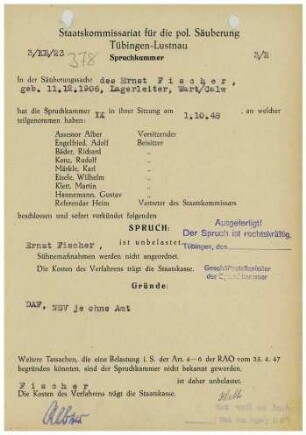 Staatskommissariat für die pol. Säuberung
Tübingen-Lustnau
Spruchkammer
378
In der Säuberungssache des Ernst Fischer,
geb. 11.12.1906, Lagerleiter, Wart/Calw
hat die Spruchkammer IX in ihrer Sitzung am 1.10.48, an welcher
teilgenommen haben:
Assessor Alber Vorsitzender
Engelfried, Adolf Beisitzer
Bäder, Richard "
Kenz, Rudolf "
Märkle, Karl "
Eisele, Wilhelm "
Klett, Martin "
Hannemann, Gustav "
Referendar Heim Vertreter des Staatskommissars
beschlossen und sofort verkündet folgenden
SPRUCH:
Ausgefertigt!
Der Spruch ist rechtskräftig.
Tübingen, den
Ernst Fischer, ist unbelastet.
Sühnemaßnahmen werden nicht angeordnet.
Die Kosten des Verfahrens trägt die Staatskasse.
Geschäftsstellenleiter
der Spruchkammer
Gründe:
DAF, NSV je ohne Amt
Weitere Tatsachen, die eine Belastung i. S. der Art. 4—6 der RAO vom 25. 4. 47
begründen könnten, sind der Spruchkammer nicht bekannt geworden.
Fischer ist daher unbelastet.
Die Kosten des Verfahrens trägt die Staatskasse.
Alber